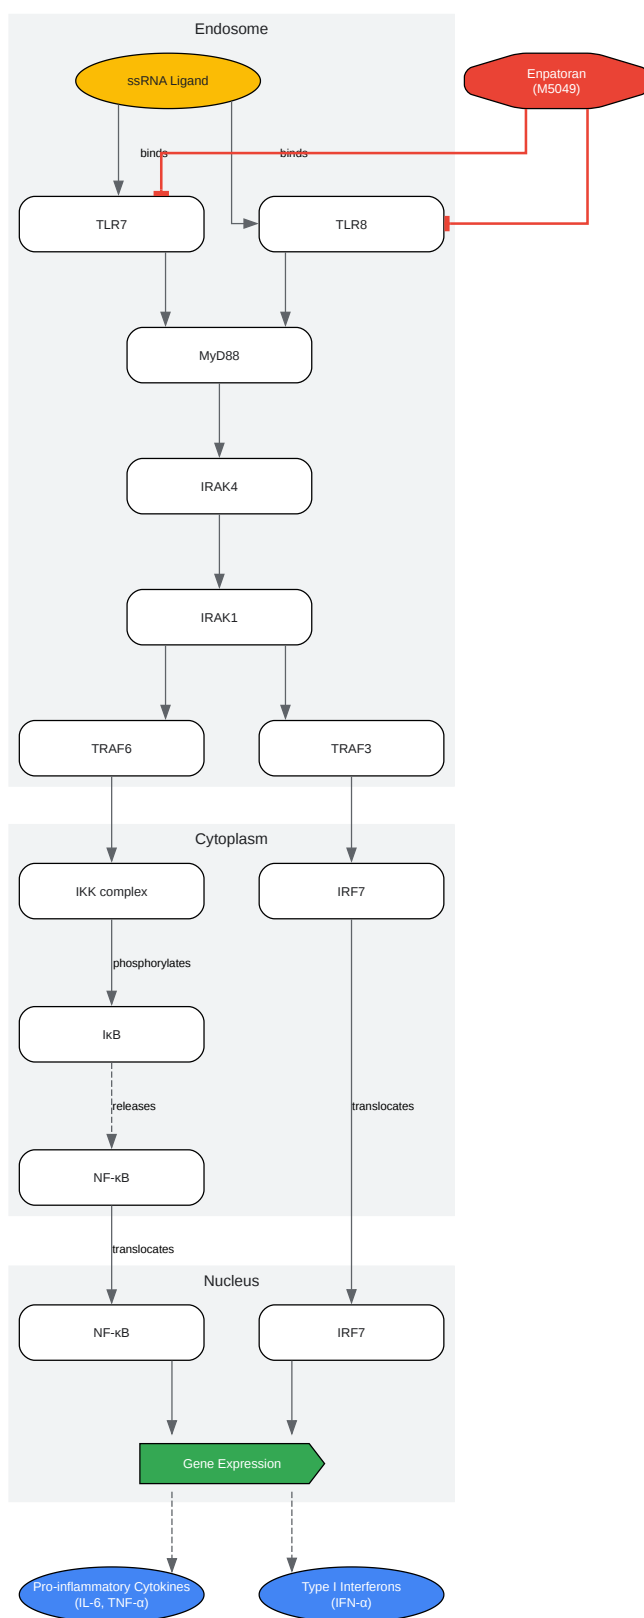 Endosome
ssRNA Ligand
Enpatoran
(M5049)
binds
binds
TLR7
TLR8
MyD88
IRAK4
IRAK1
TRAF6
TRAF3
Cytoplasm
IKK complex
IRF7
phosphorylates
IκB
releases
translocates
NF-κB
translocates
Nucleus
NF-κB
IRF7
Gene Expression
Pro-inflammatory Cytokines
(IL-6, TNF-α)
Type I Interferons
(IFN-α)